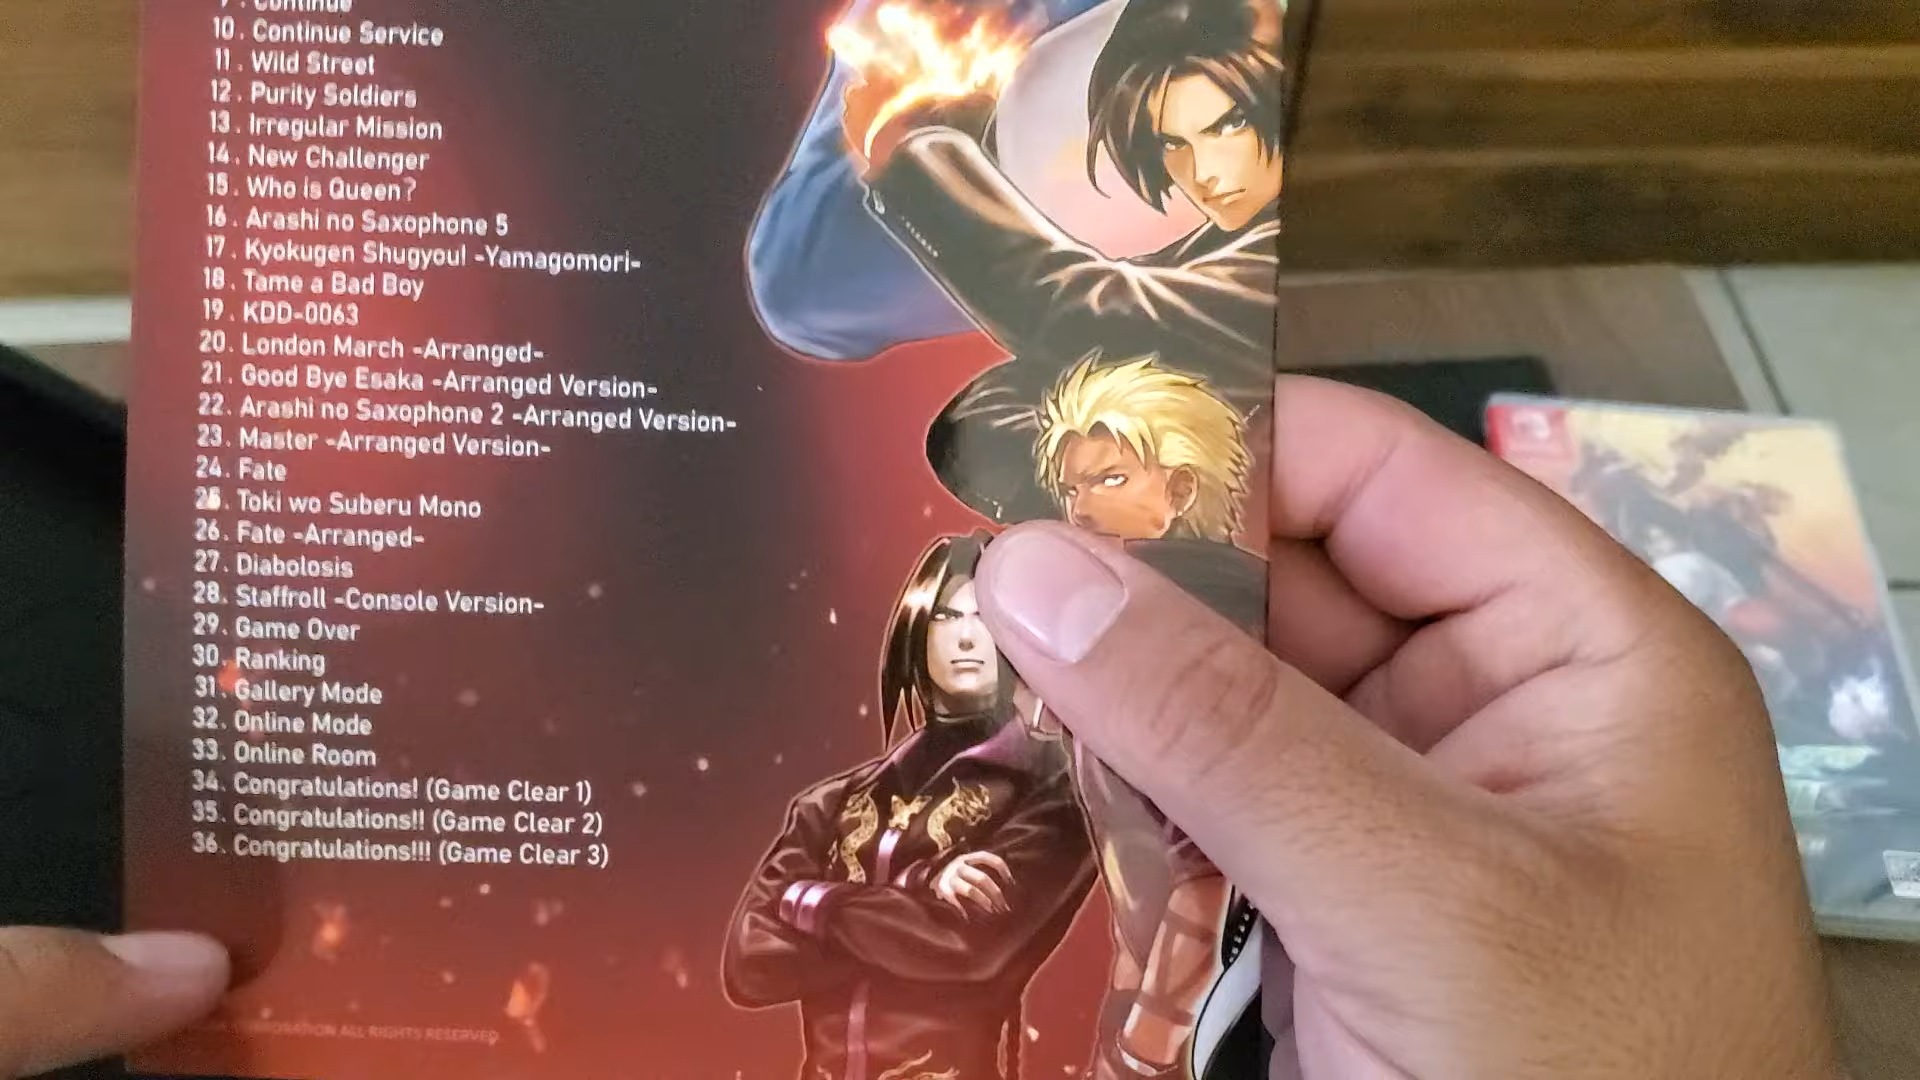 9. Continue
10. Continue Service
11. Wild Street
12. Purity Soldiers
13. Irregular Mission
14. New Challenger
15. Who is Queen?
16. Arashi no Saxophone 5
17. Kyokugen Shugyou! -Yamagomori-
18. Tame a Bad Boy
19. KDD-0063
20. London March -Arranged-
21. Good Bye Esaka -Arranged Version-
22. Arashi no Saxophone 2 -Arranged Version-
23. Master -Arranged Version-
24. Fate
25. Toki wo Suberu Mono
26. Fate -Arranged-
27. Diabolosis
28. Staffroll -Console Version-
29. Game Over
30. Ranking
31. Gallery Mode
32. Online Mode
33. Online Room
34. Congratulations! (Game Clear 1)
35. Congratulations!! (Game Clear 2)
36. Congratulations!!! (Game Clear 3)
CORPORATION ALL RIGHTS RESERVED